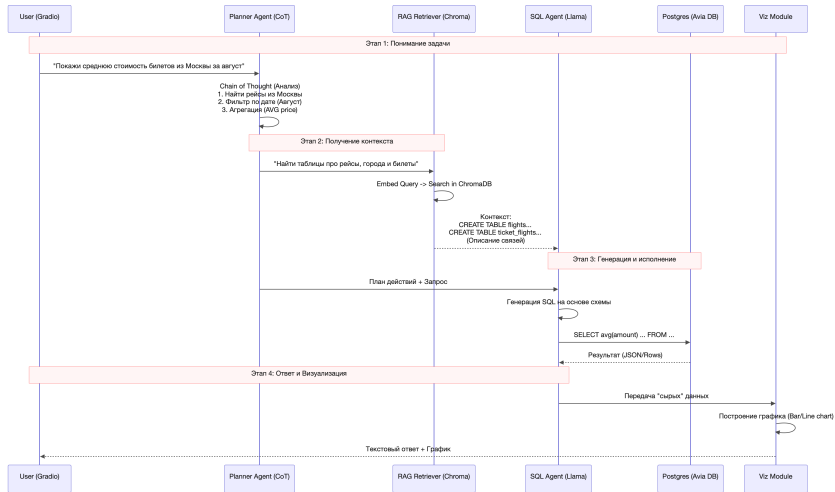 User (Gradio)
Planner Agent (CoT)
RAG Retriever (Chroma)
SQL Agent (Llama)
Postgres (Avia DB)
Viz Module
Этап 1: Понимание задачи
"Покажи среднюю стоимость билетов из Москвы за август"
Chain of Thought (Анализ)
1. Найти рейсы из Москвы
2. Фильтр по дате (Август)
3. Агрегация (AVG price)
Этап 2: Получение контекста
"Найти таблицы про рейсы, города и билеты"
Embed Query -> Search in ChromaDB
Контекст:
CREATE TABLE flights...
CREATE TABLE ticket_flights...
(Описание связей)
Этап 3: Генерация и исполнение
План действий + Запрос
Генерация SQL на основе схемы
SELECT avg(amount) ... FROM ...
Результат (JSON/Rows)
Этап 4: Ответ и Визуализация
Передача "сырых" данных
Построение графика (Bar/Line chart)
Текстовый ответ + График
User (Gradio)
Planner Agent (CoT)
RAG Retriever (Chroma)
SQL Agent (Llama)
Postgres (Avia DB)
Viz Module